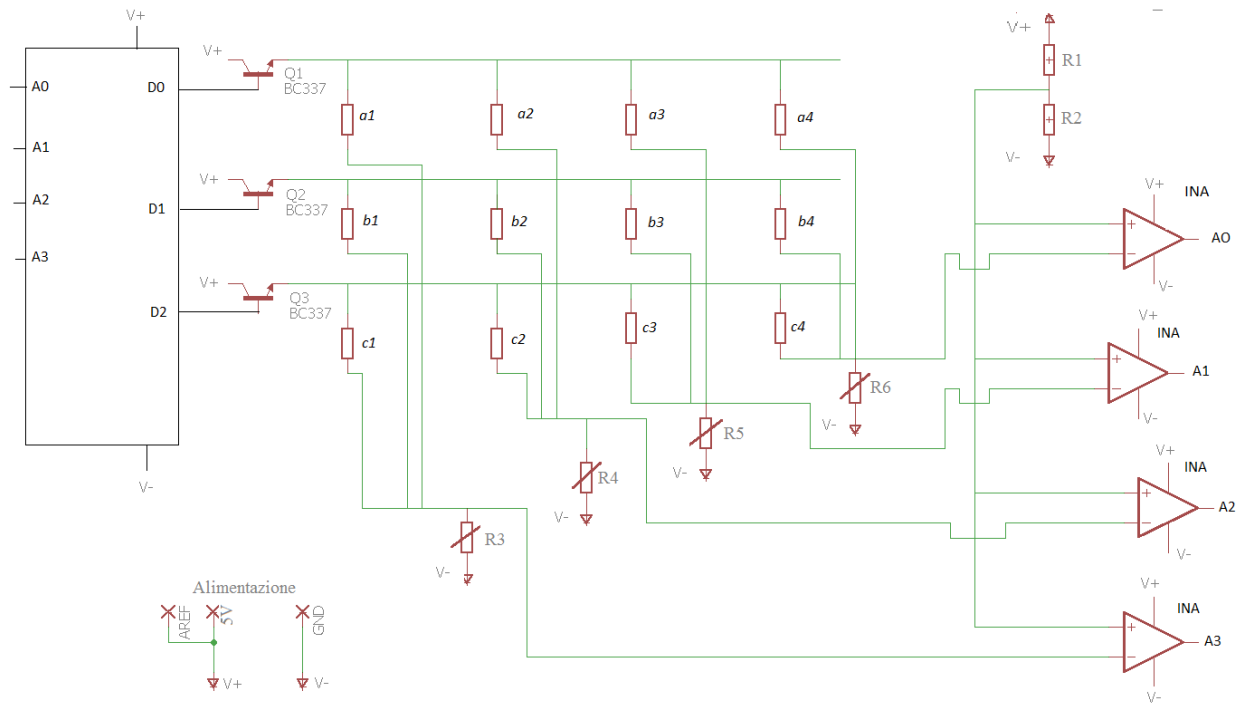 V+
A0
A1
A2
A3
D0
D1
D2
V-
V+
Q1
BC337
V+
Q2
BC337
V+
Q3
BC337
a1
a2
a3
a4
b1
b2
b3
b4
c1
c2
c3
c4
V+
R1
R2
V-
R6
V-
R5
V-
R4
V-
R3
V-
V+
INA
A0
V-
V+
INA
A1
V-
V+
INA
A2
V-
V+
INA
A3
V-
Alimentazione
AREF
5V
GND
V+
V-